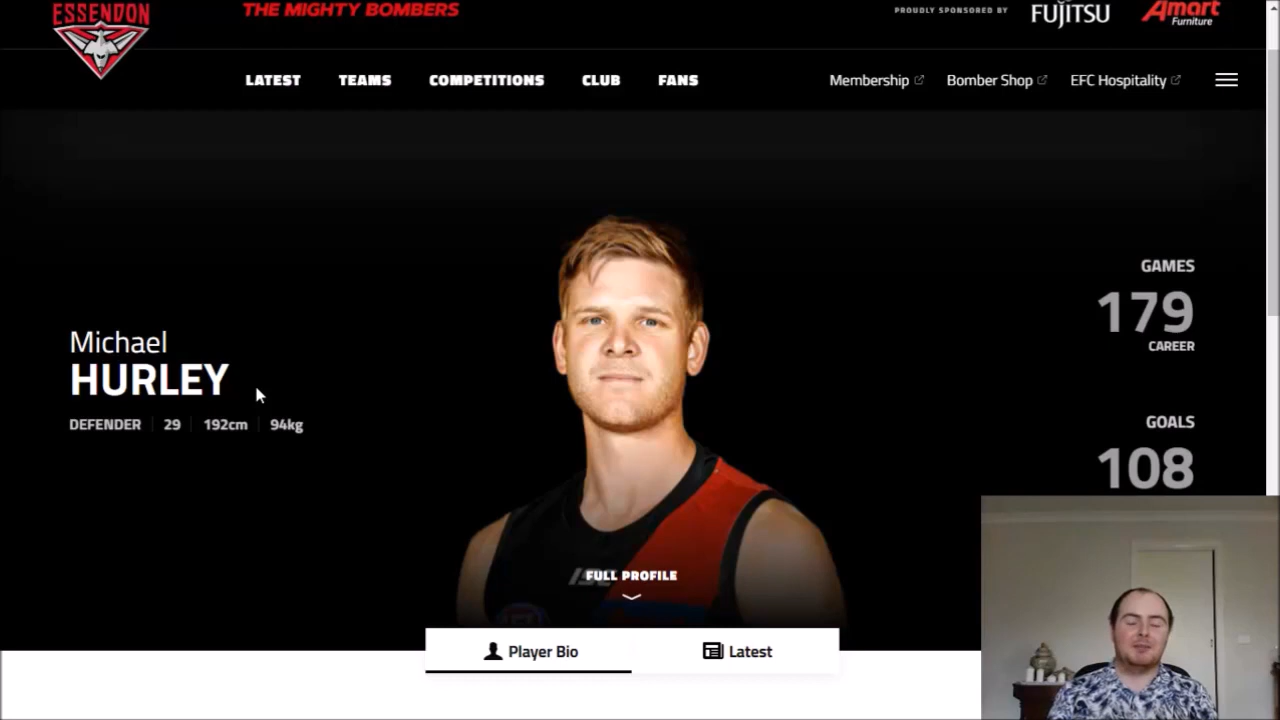 ESSENDON
THE MIGHTY BOMBERS
PROUDLY SPONSORED BY
FUJITSU
Amart
Furniture
LATEST TEAMS COMPETITIONS CLUB FANS
Membership Bomber Shop EFC Hospitality
Michael
HURLEY
DEFENDER 29 192cm 94kg
GAMES
179
CAREER
GOALS
108
FULL PROFILE
Player Bio Latest